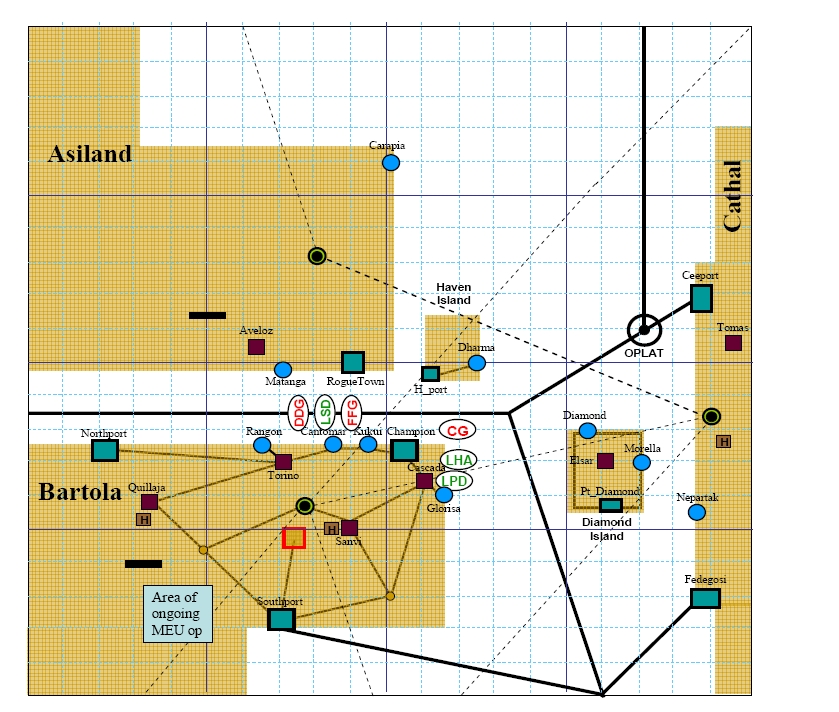 Carapia
Asiland
Cathal
Ceeport
Haven
Island
Aveloz
Tomas
Dharma
OPLAT
Matanga
RogueTown
H_port
DDG
LSD
FFG
Diamond
Northport
Rangon
Cantomar
Kukui
Champion
CG
H
Morella
LHA
Elsar
Torino
Cascada
LPD
Bartola
Quillaja
Pt_Diamond
Nepartak
Glorisa
H
H
Diamond
Island
Sanvi
Fedegosi
Area of
ongoing
MEU op
Southport